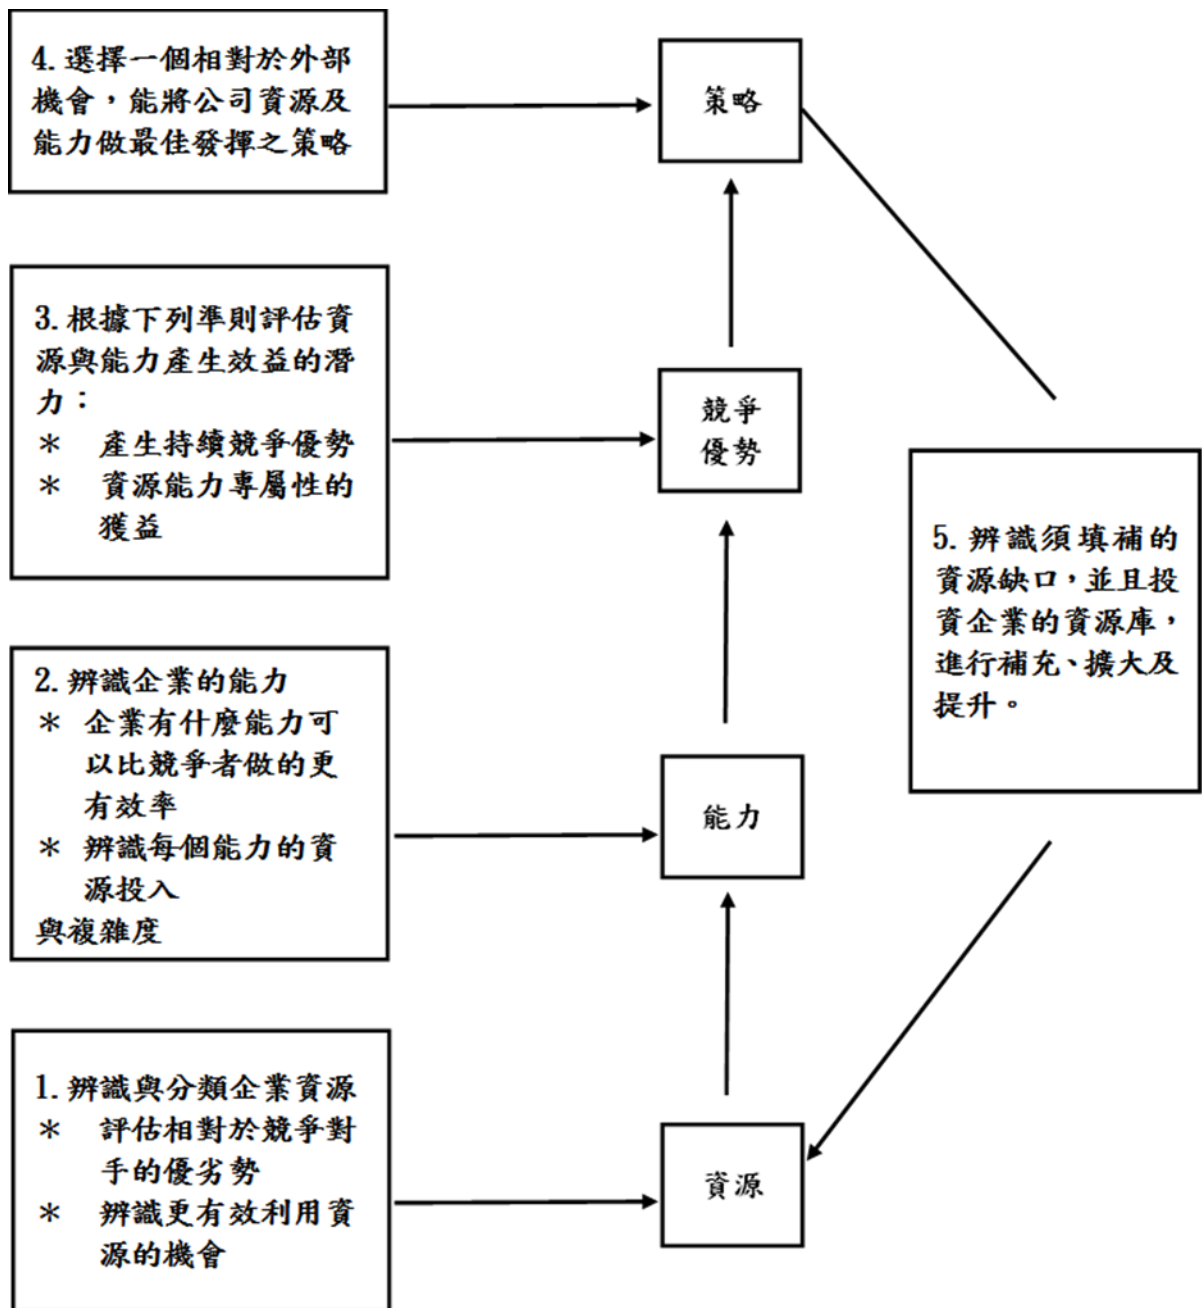 4. 選擇一個相對於外部
機會，能將公司資源及
能力做最佳發揮之策略
策略
3. 根據下列準則評估資
源與能力產生效益的潛
力：
＊ 產生持續競爭優勢
＊ 資源能力專屬性的
獲益
競爭
優勢
5. 辨識須填補的
資源缺口，並且投
資企業的資源庫，
進行補充、擴大及
提升。
2. 辨識企業的能力
＊ 企業有什麼能力可
以比競爭者做的更
有效率
＊ 辨識每個能力的資
源投入
與複雜度
能力
1. 辨識與分類企業資源
＊ 評估相對於競爭對
手的優劣勢
＊ 辨識更有效利用資
源的機會
資源